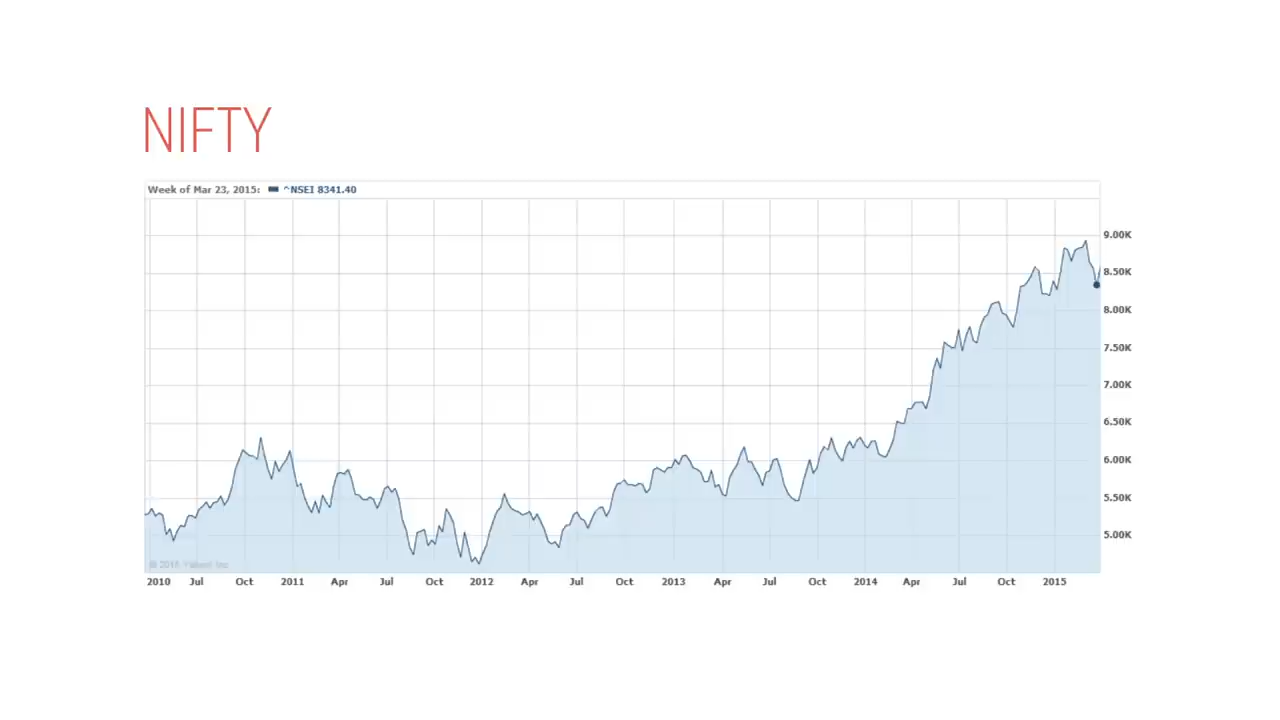 NIFTY
Week of Mar 23, 2015: ^NSEI 8341.40
9.00K
8.50K
8.00K
7.50K
7.00K
6.50K
6.00K
5.50K
5.00K
2010 Jul Oct 2011 Apr Jul Oct 2012 Apr Jul Oct 2013 Apr Jul Oct 2014 Apr Jul Oct 2015